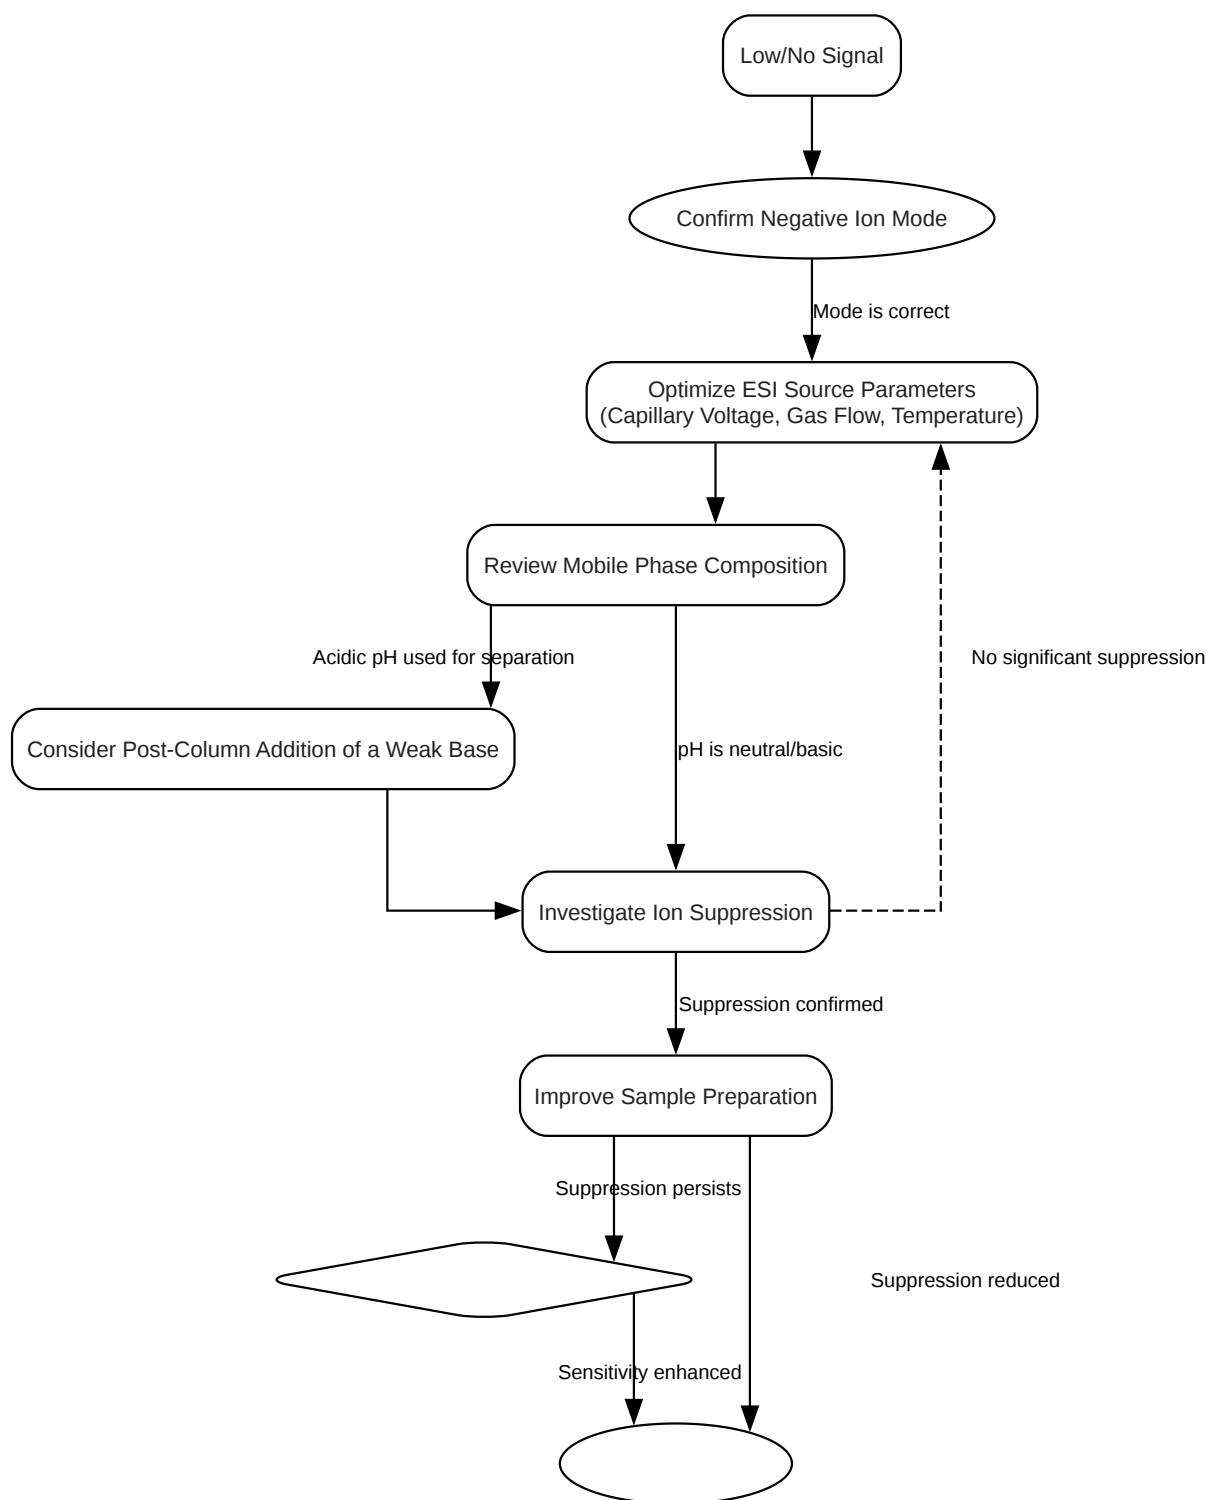 Low/No Signal
Confirm Negative Ion Mode
Mode is correct
Optimize ESI Source Parameters
(Capillary Voltage, Gas Flow, Temperature)
Review Mobile Phase Composition
Acidic pH used for separation
No significant suppression
Consider Post-Column Addition of a Weak Base
pH is neutral/basic
Investigate Ion Suppression
Suppression confirmed
Improve Sample Preparation
Suppression persists
Suppression reduced
Sensitivity enhanced